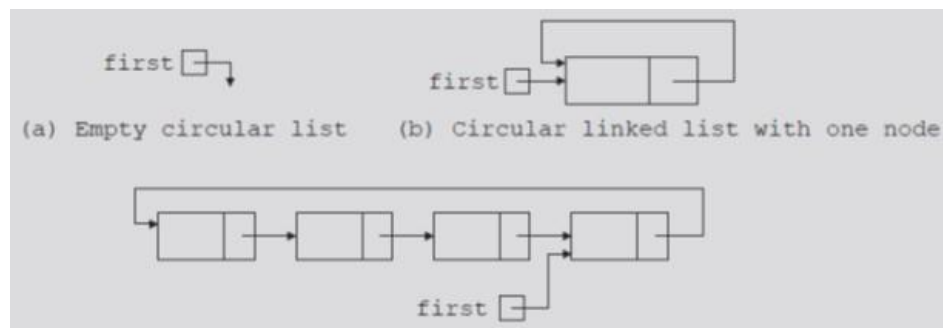 first
first
(a) Empty circular list
(b) Circular linked list with one node
first